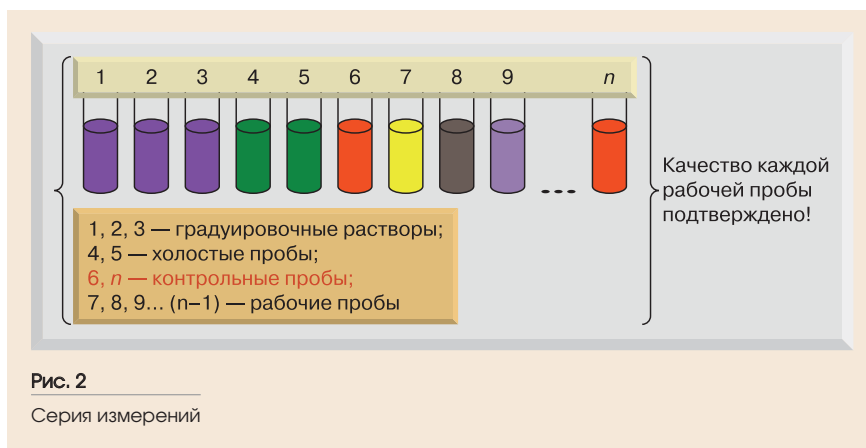 1 2 3 4 5 6 7 8 9 n
Качество каждой
рабочей пробы
подтверждено!
1, 2, 3 — градуировочные растворы;
4, 5 — холостые пробы;
6, n — контрольные пробы;
7, 8, 9... (n−1) — рабочие пробы
Рис. 2
Серия измерений